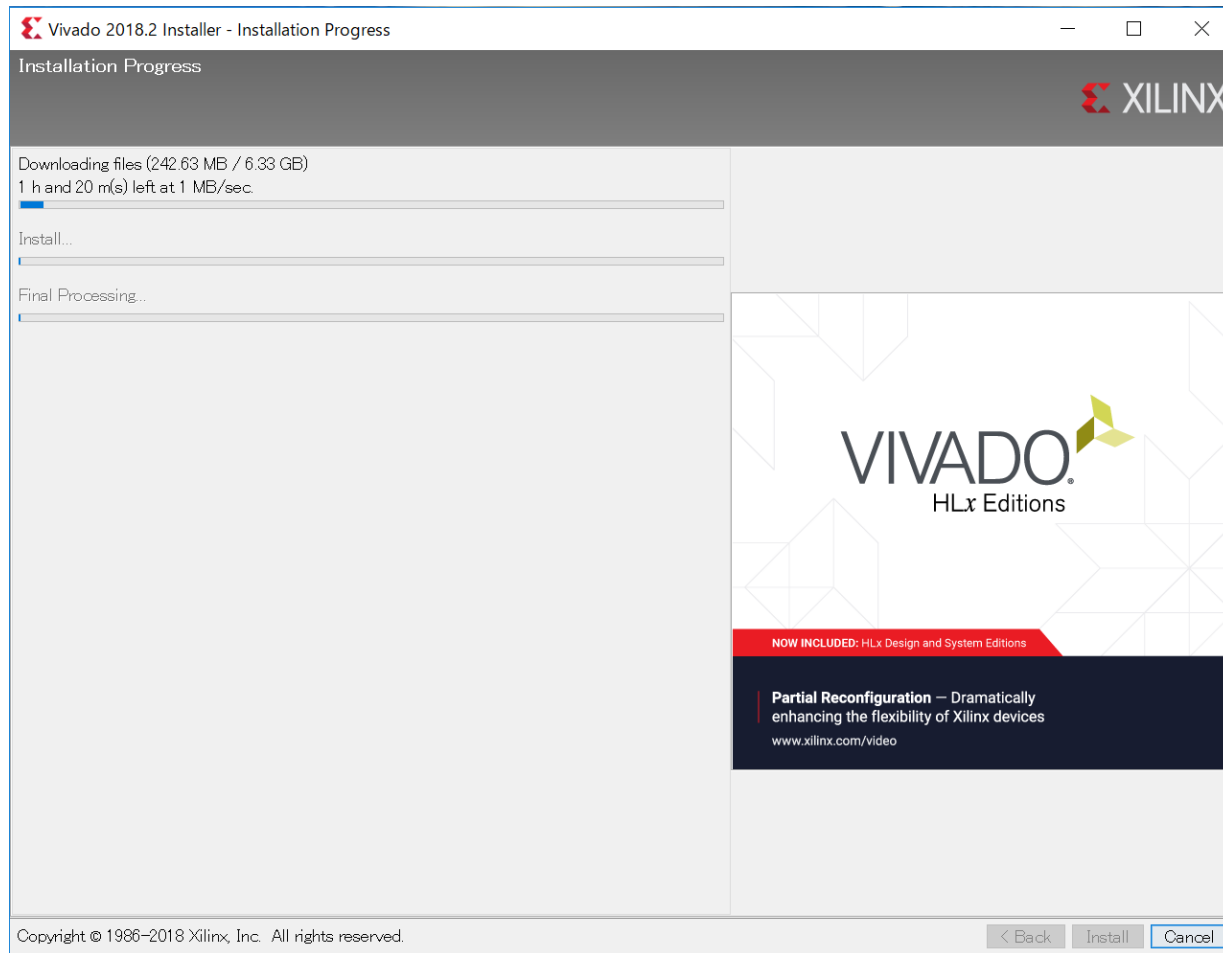 Vivado 2018.2 Installer - Installation Progress
Installation Progress
XILINX
Downloading files (242.63 MB / 6.33 GB)
1 h and 20 m(s) left at 1 MB/sec.
Install...
Final Processing...
VIVADO®
HLx Editions
NOW INCLUDED: HLx Design and System Editions
Partial Reconfiguration — Dramatically
enhancing the flexibility of Xilinx devices
www.xilinx.com/video
Copyright © 1986-2018 Xilinx, Inc. All rights reserved.
< Back Install Cancel